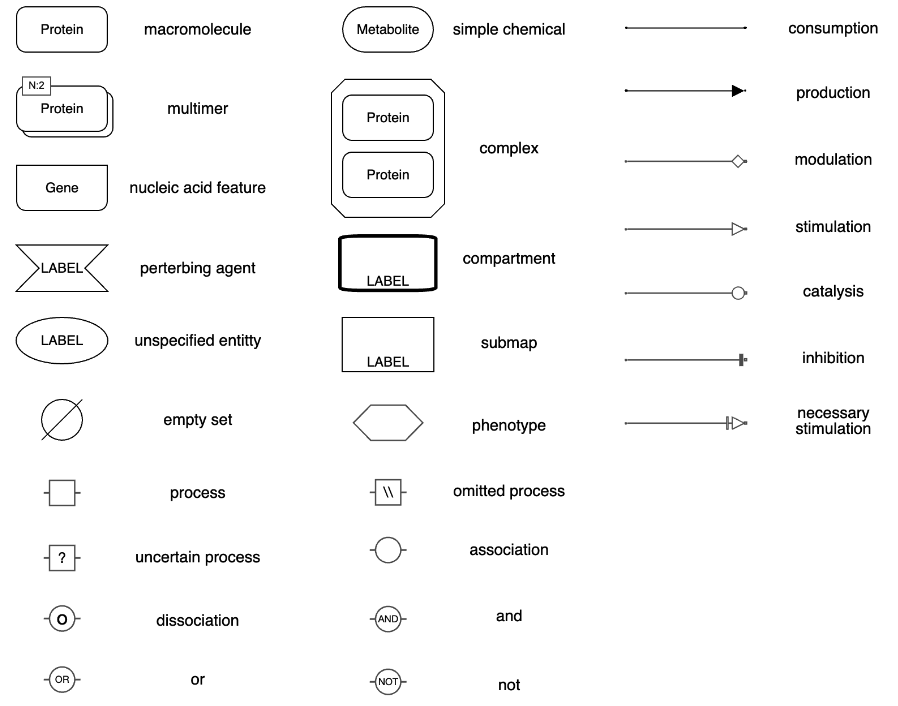 Protein
macromolecule
Metabolite
simple chemical
consumption
N:2
Protein
multimer
Protein
Protein
complex
production
modulation
Gene
nucleic acid feature
LABEL
perterbing agent
LABEL
compartment
stimulation
catalysis
LABEL
unspecified entitty
LABEL
submap
inhibition
empty set
phenotype
necessary
stimulation
process
\\
omitted process
?
uncertain process
association
O
dissociation
AND
and
OR
or
NOT
not